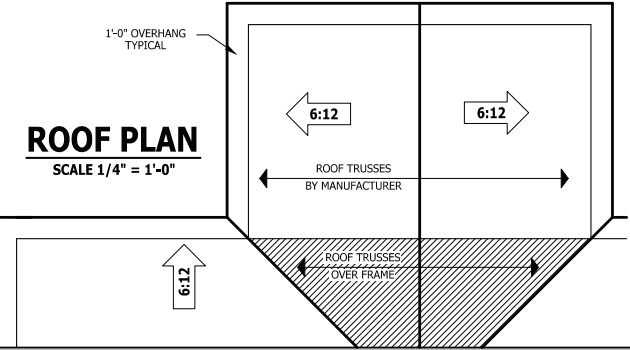 1'-0" OVERHANG
TYPICAL
6:12
6:12
ROOF PLAN
SCALE 1/4" = 1'-0"
ROOF TRUSSES
BY MANUFACTURER
ROOF TRUSSES
OVER FRAME
6:12